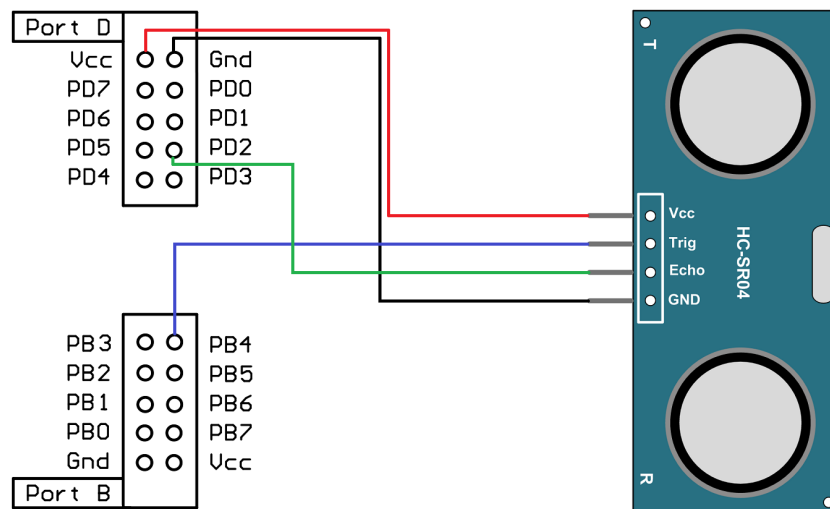 Port D
Vcc Gnd
PD7 PD0
PD6 PD1
PD5 PD2
PD4 PD3
PB3 PB4
PB2 PB5
PB1 PB6
PB0 PB7
Gnd Vcc
Port B
T
Vcc
Trig
Echo
GND
HC-SR04
R